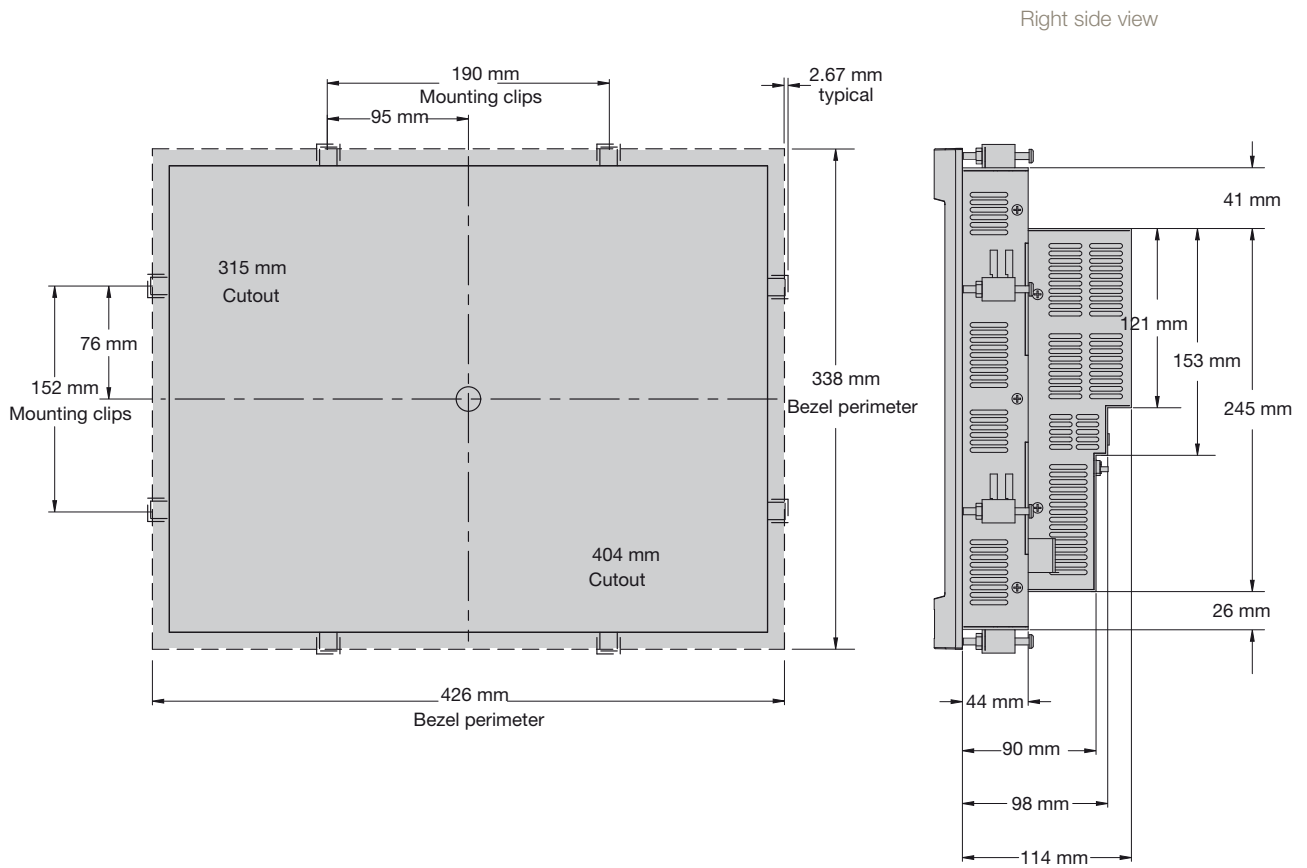 Right side view
190 mm
Mounting clips
2.67 mm
typical
95 mm
41 mm
315 mm
Cutout
76 mm
152 mm
Mounting clips
121 mm
153 mm
338 mm
Bezel perimeter
245 mm
404 mm
Cutout
26 mm
426 mm
Bezel perimeter
44 mm
90 mm
98 mm
114 mm